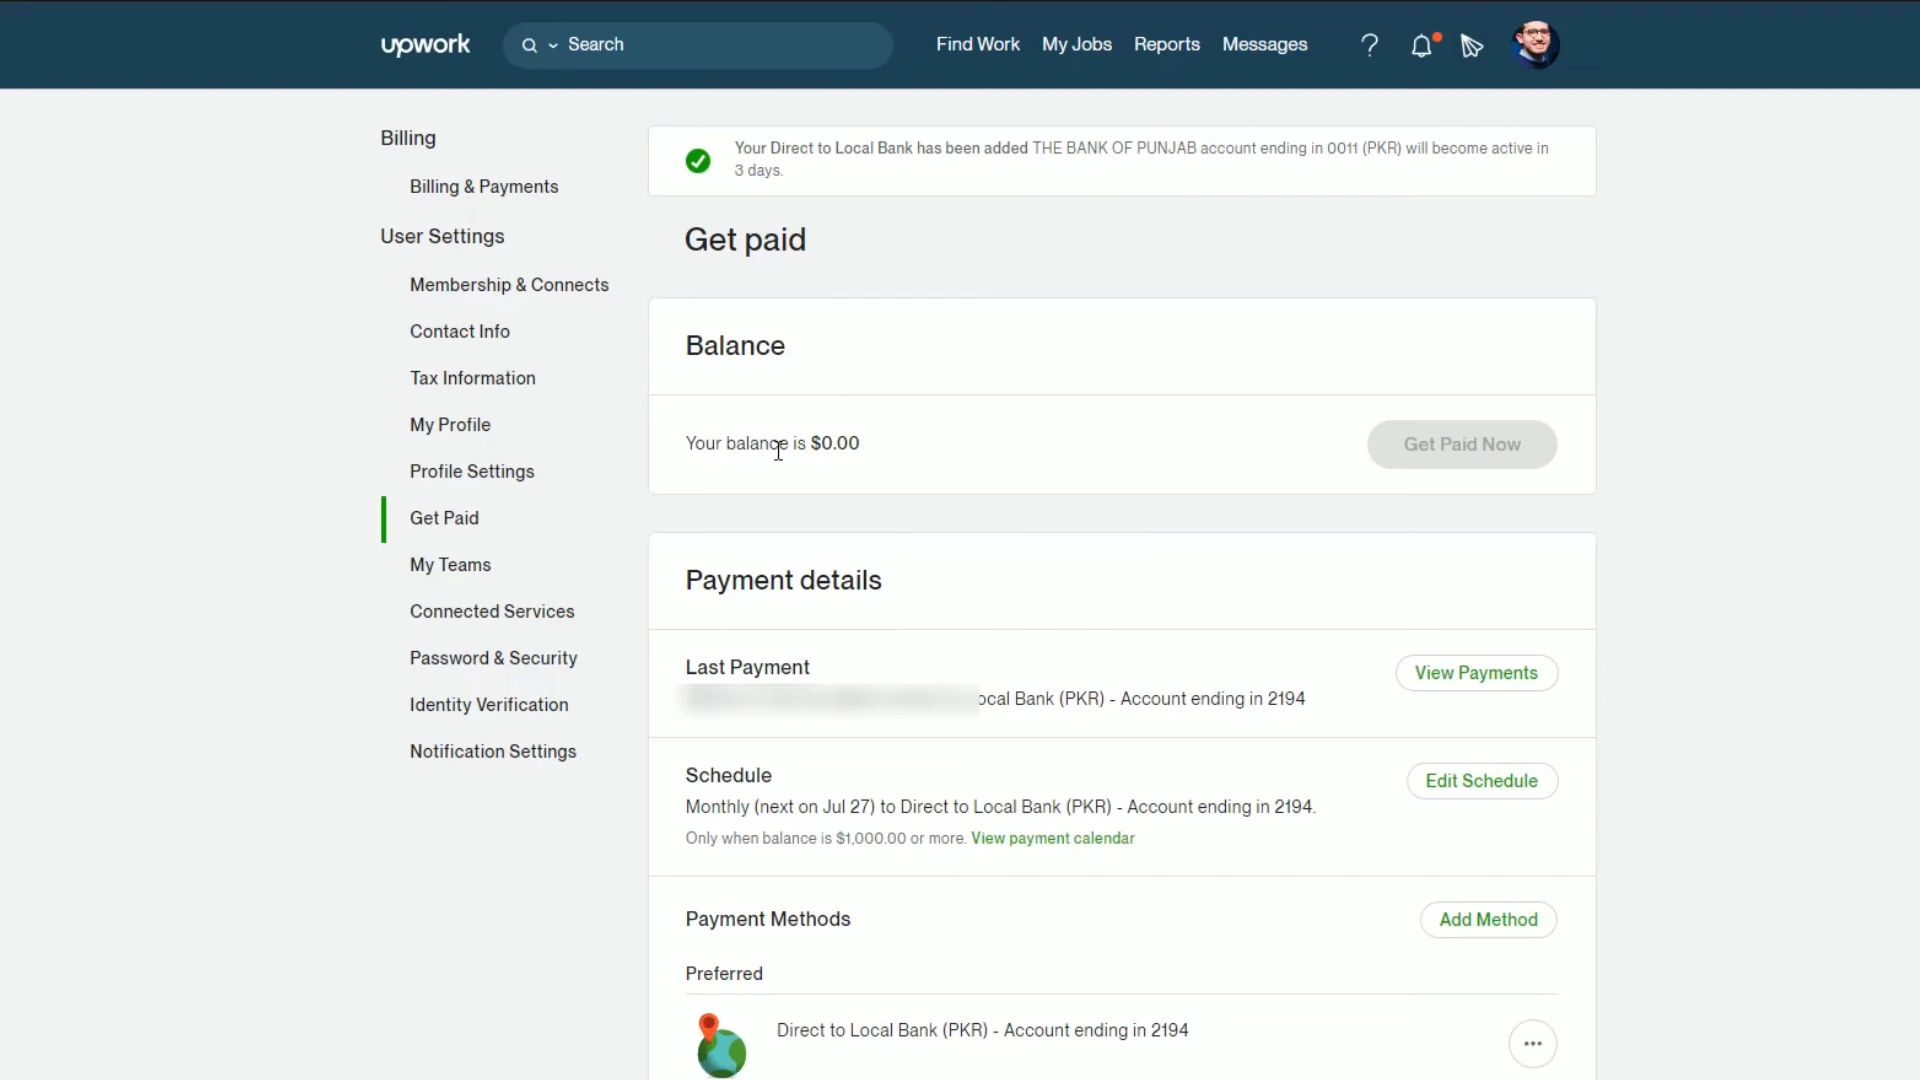 upwork
Search
Find Work
My Jobs
Reports
Messages
Billing
Billing & Payments
User Settings
Membership & Connects
Contact Info
Tax Information
My Profile
Profile Settings
Get Paid
My Teams
Connected Services
Password & Security
Identity Verification
Notification Settings
Your Direct to Local Bank has been added THE BANK OF PUNJAB account ending in 0011 (PKR) will become active in
3 days.
Get paid
Balance
Your balance is $0.00
Get Paid Now
Payment details
Last Payment
View Payments
ocal Bank (PKR) - Account ending in 2194
Schedule
Edit Schedule
Monthly (next on Jul 27) to Direct to Local Bank (PKR) - Account ending in 2194.
Only when balance is $1,000.00 or more. View payment calendar
Payment Methods
Add Method
Preferred
Direct to Local Bank (PKR) - Account ending in 2194